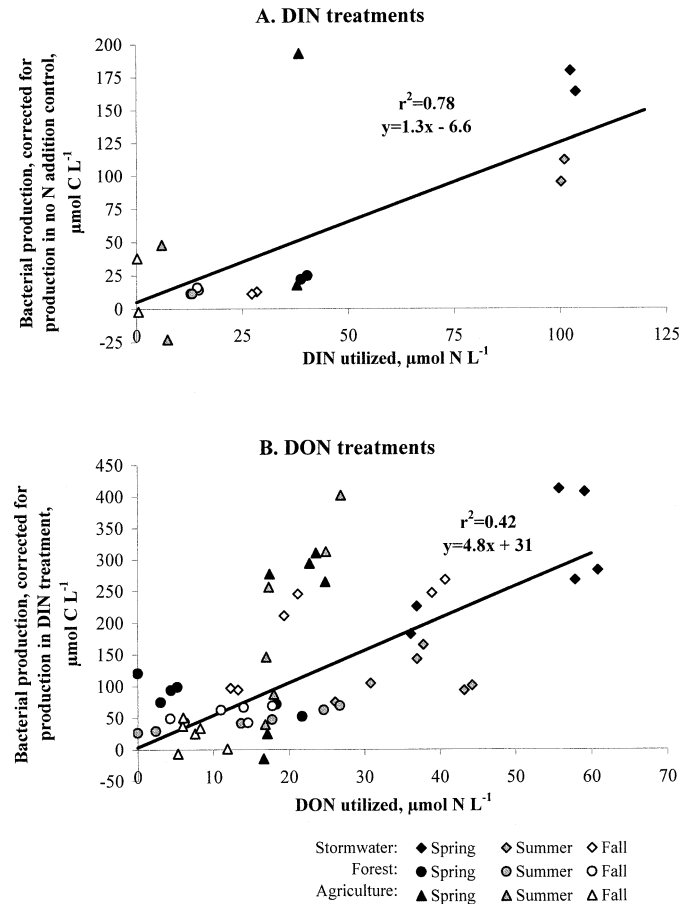 A. DIN treatments
Bacterial production, corrected for
production in no N addition control,
µmol C L⁻¹
200
175
150
125
100
75
50
25
0
-25
r²=0.78
y=1.3x - 6.6
0 25 50 75 100 125
DIN utilized, µmol N L⁻¹
B. DON treatments
Bacterial production, corrected for
production in DIN treatment,
µmol C L⁻¹
450
400
350
300
250
200
150
100
50
0
-50
r²=0.42
y=4.8x + 31
0 10 20 30 40 50 60 70
DON utilized, µmol N L⁻¹
Stormwater: Spring Summer Fall
Forest: Spring Summer Fall
Agriculture: Spring Summer Fall